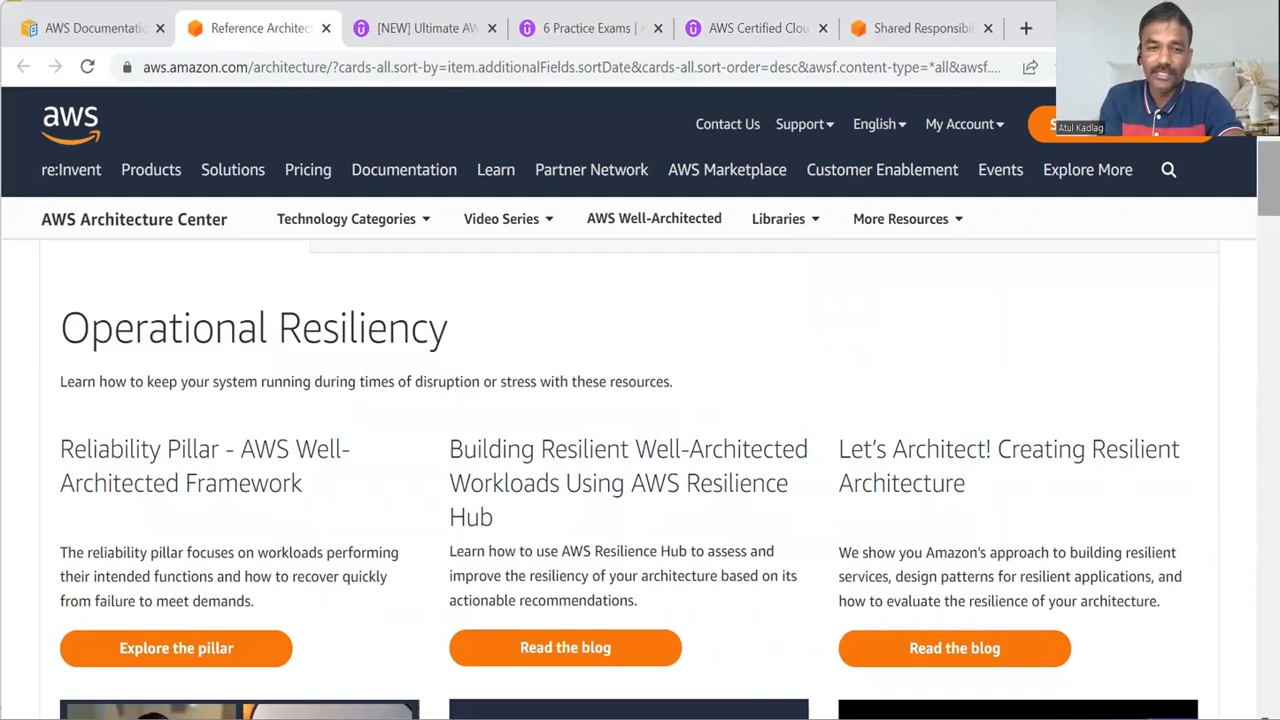 AWS Documentatio
Reference Architect
[NEW] Ultimate AW
6 Practice Exams |
AWS Certified Clou
Shared Responsibi
aws.amazon.com/architecture/?cards-all.sort-by=item.additionalFields.sortDate&cards-all.sort-order=desc&awsf.content-type=*all&awsf....
aws
Contact Us Support English My Account
Atul Kadlag
re:Invent Products Solutions Pricing Documentation Learn Partner Network AWS Marketplace Customer Enablement Events Explore More
AWS Architecture Center Technology Categories Video Series AWS Well-Architected Libraries More Resources
Operational Resiliency
Learn how to keep your system running during times of disruption or stress with these resources.
Reliability Pillar - AWS Well-
Architected Framework
The reliability pillar focuses on workloads performing
their intended functions and how to recover quickly
from failure to meet demands.
Explore the pillar
Building Resilient Well-Architected
Workloads Using AWS Resilience
Hub
Learn how to use AWS Resilience Hub to assess and
improve the resiliency of your architecture based on its
actionable recommendations.
Read the blog
Let's Architect! Creating Resilient
Architecture
We show you Amazon's approach to building resilient
services, design patterns for resilient applications, and
how to evaluate the resilience of your architecture.
Read the blog